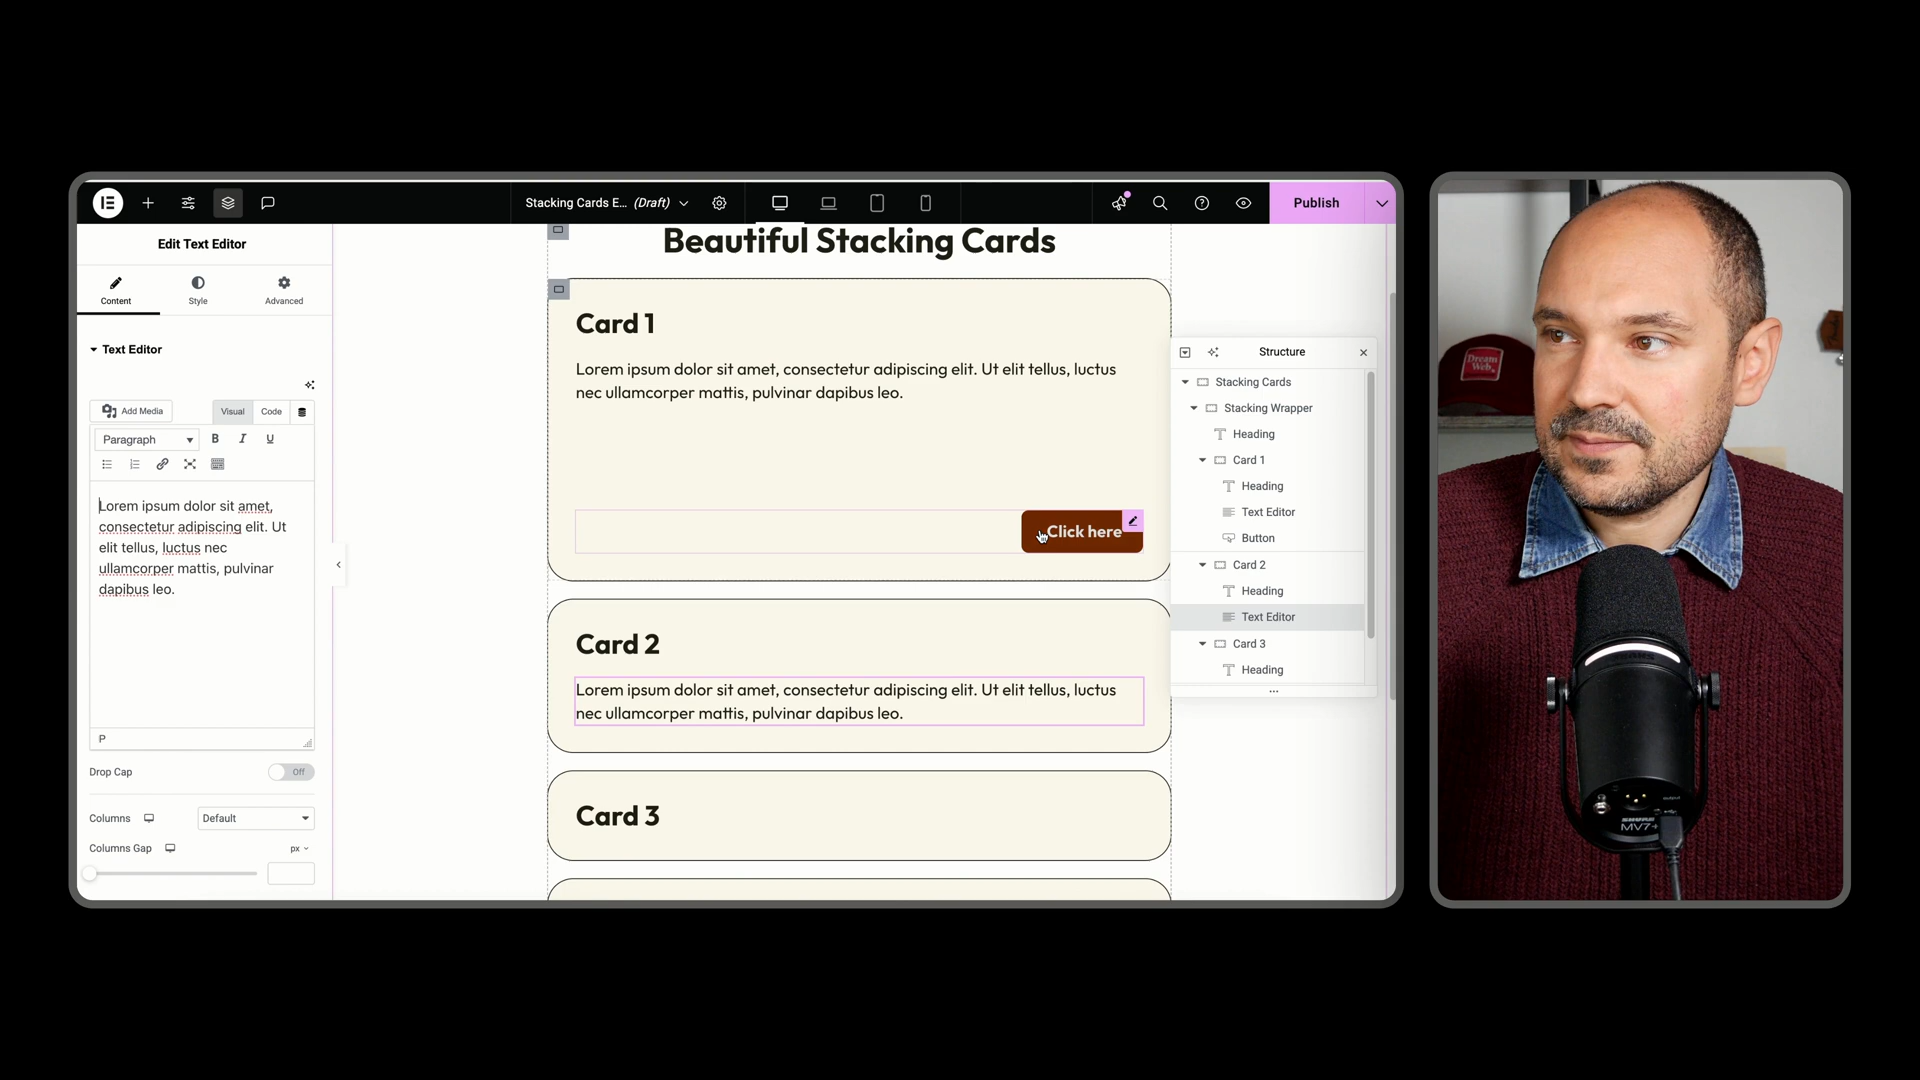 Stacking Cards E... (Draft)
Publish
Edit Text Editor
Content
Style
Advanced
Text Editor
Add Media
Visual
Code
Paragraph
B
I
U
Lorem ipsum dolor sit amet,
consectetur adipiscing elit. Ut
elit tellus, luctus nec
ullamcorper mattis, pulvinar
dapibus leo.
P
Drop Cap
Off
Columns
Default
Columns Gap
px
Beautiful Stacking Cards
Card 1
Lorem ipsum dolor sit amet, consectetur adipiscing elit. Ut elit tellus, luctus
nec ullamcorper mattis, pulvinar dapibus leo.
Click here
Card 2
Lorem ipsum dolor sit amet, consectetur adipiscing elit. Ut elit tellus, luctus
nec ullamcorper mattis, pulvinar dapibus leo.
Card 3
Structure
Stacking Cards
Stacking Wrapper
Heading
Card 1
Heading
Text Editor
Button
Card 2
Heading
Text Editor
Card 3
Heading
Dream
Web
SHURE
MV7+